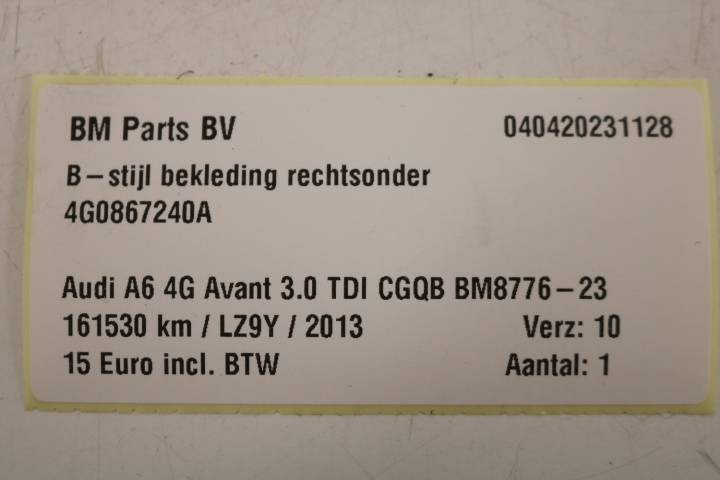 BM Parts BV 040420231128
B-stijl bekleding rechtsonder
4G0867240A
Audi A6 4G Avant 3.0 TDI CGQB BM8776-23
161530 km / LZ9Y / 2013 Verz: 10
15 Euro incl. BTW Aantal: 1